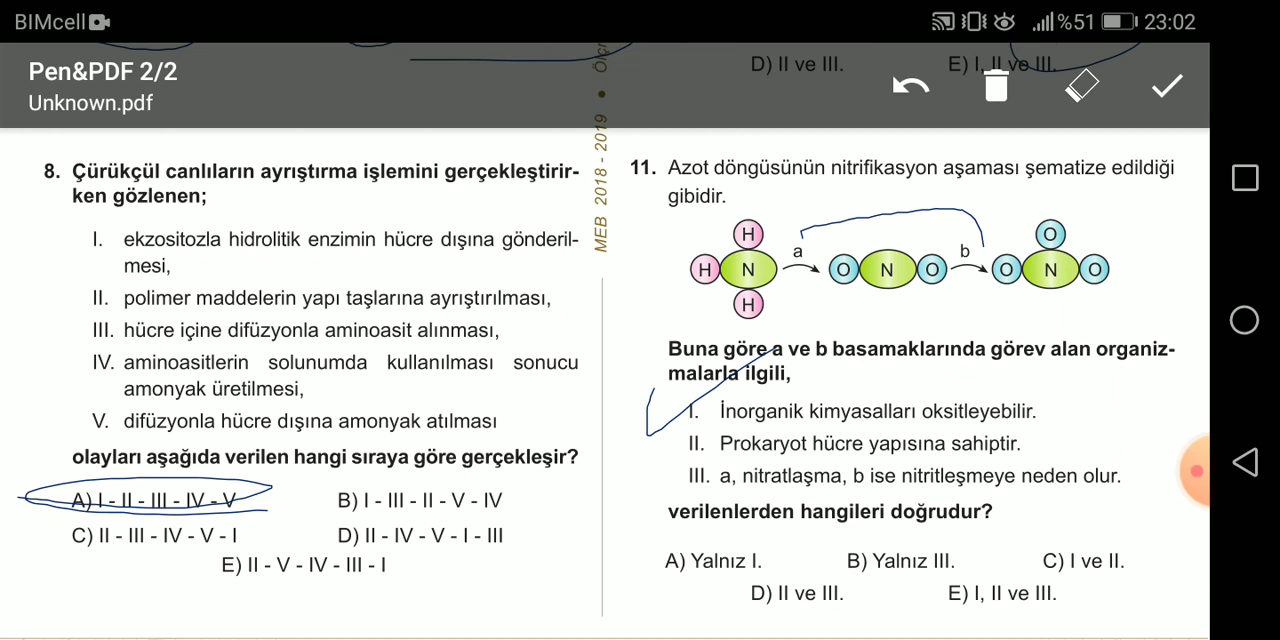 BIMcell
%51
23:02
Pen&PDF 2/2
Unknown.pdf
MEB 2018 - 2019 •
D) II ve III. E) I, II ve III.
8. Çürükçül canlıların ayrıştırma işlemini gerçekleştirir-
ken gözlenen;
I. ekzositozla hidrolitik enzimin hücre dışına gönderil-
mesi,
II. polimer maddelerin yapı taşlarına ayrıştırılması,
III. hücre içine difüzyonla aminoasit alınması,
IV. aminoasitlerin solunumda kullanılması sonucu
amonyak üretilmesi,
V. difüzyonla hücre dışına amonyak atılması
olayları aşağıda verilen hangi sıraya göre gerçekleşir?
A) I - II - III - IV - V B) I - III - II - V - IV
C) II - III - IV - V - I D) II - IV - V - I - III
E) II - V - IV - III - I
11. Azot döngüsünün nitrifikasyon aşaması şematize edildiği
gibidir.
H O
a b
H N O N O O N O
H
Buna göre a ve b basamaklarında görev alan organiz-
malarla ilgili,
I. İnorganik kimyasalları oksitleyebilir.
II. Prokaryot hücre yapısına sahiptir.
III. a, nitratlaşma, b ise nitritleşmeye neden olur.
verilenlerden hangileri doğrudur?
A) Yalnız I. B) Yalnız III. C) I ve II.
D) II ve III. E) I, II ve III.